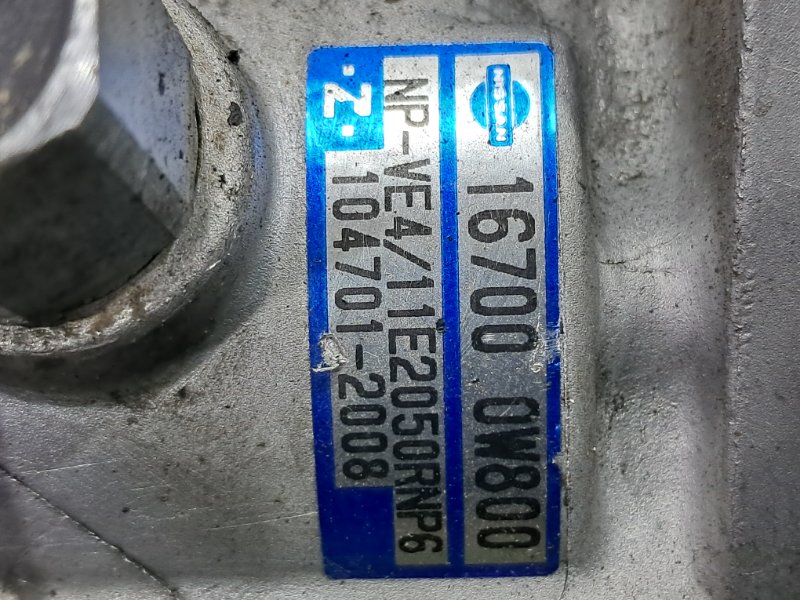 NISSAN
16700 0W800
NP-VE4/11E2050RNP6
·Z·
104701-2008